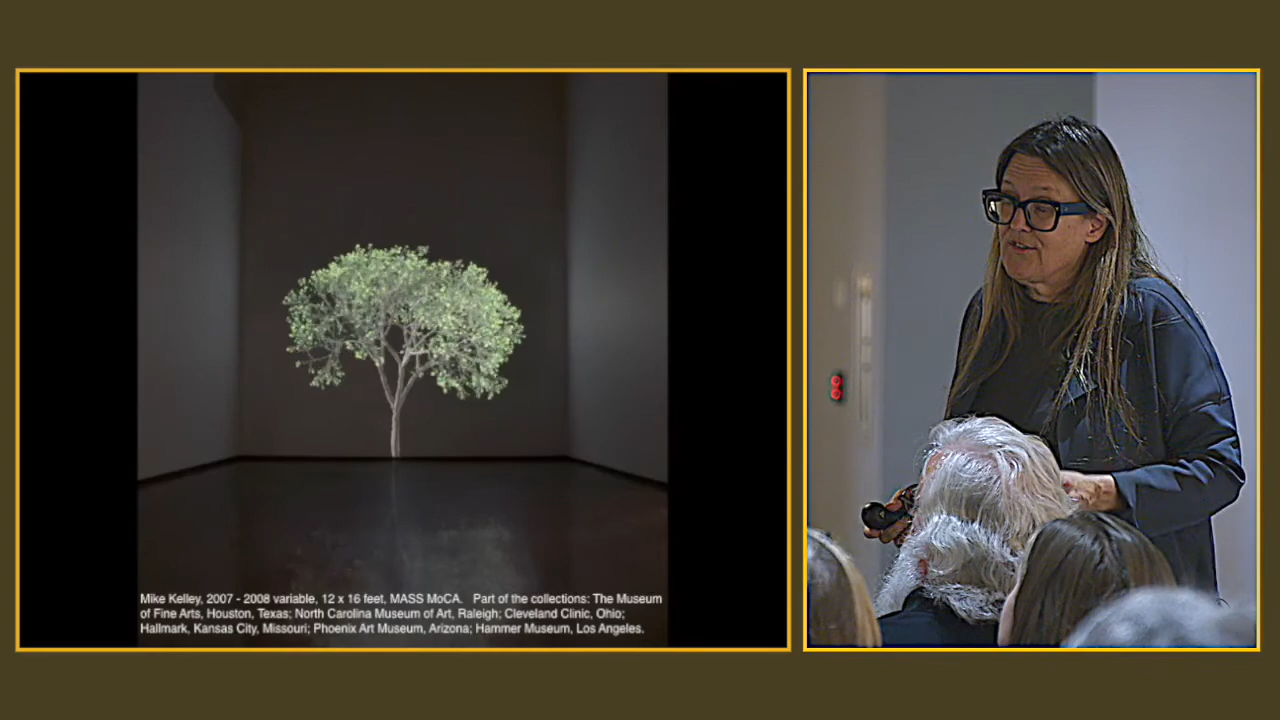 Mike Kelley, 2007 - 2008 variable, 12 x 16 feet, MASS MoCA. Part of the collections: The Museum
of Fine Arts, Houston, Texas; North Carolina Museum of Art, Raleigh; Cleveland Clinic, Ohio;
Hallmark, Kansas City, Missouri; Phoenix Art Museum, Arizona; Hammer Museum, Los Angeles.